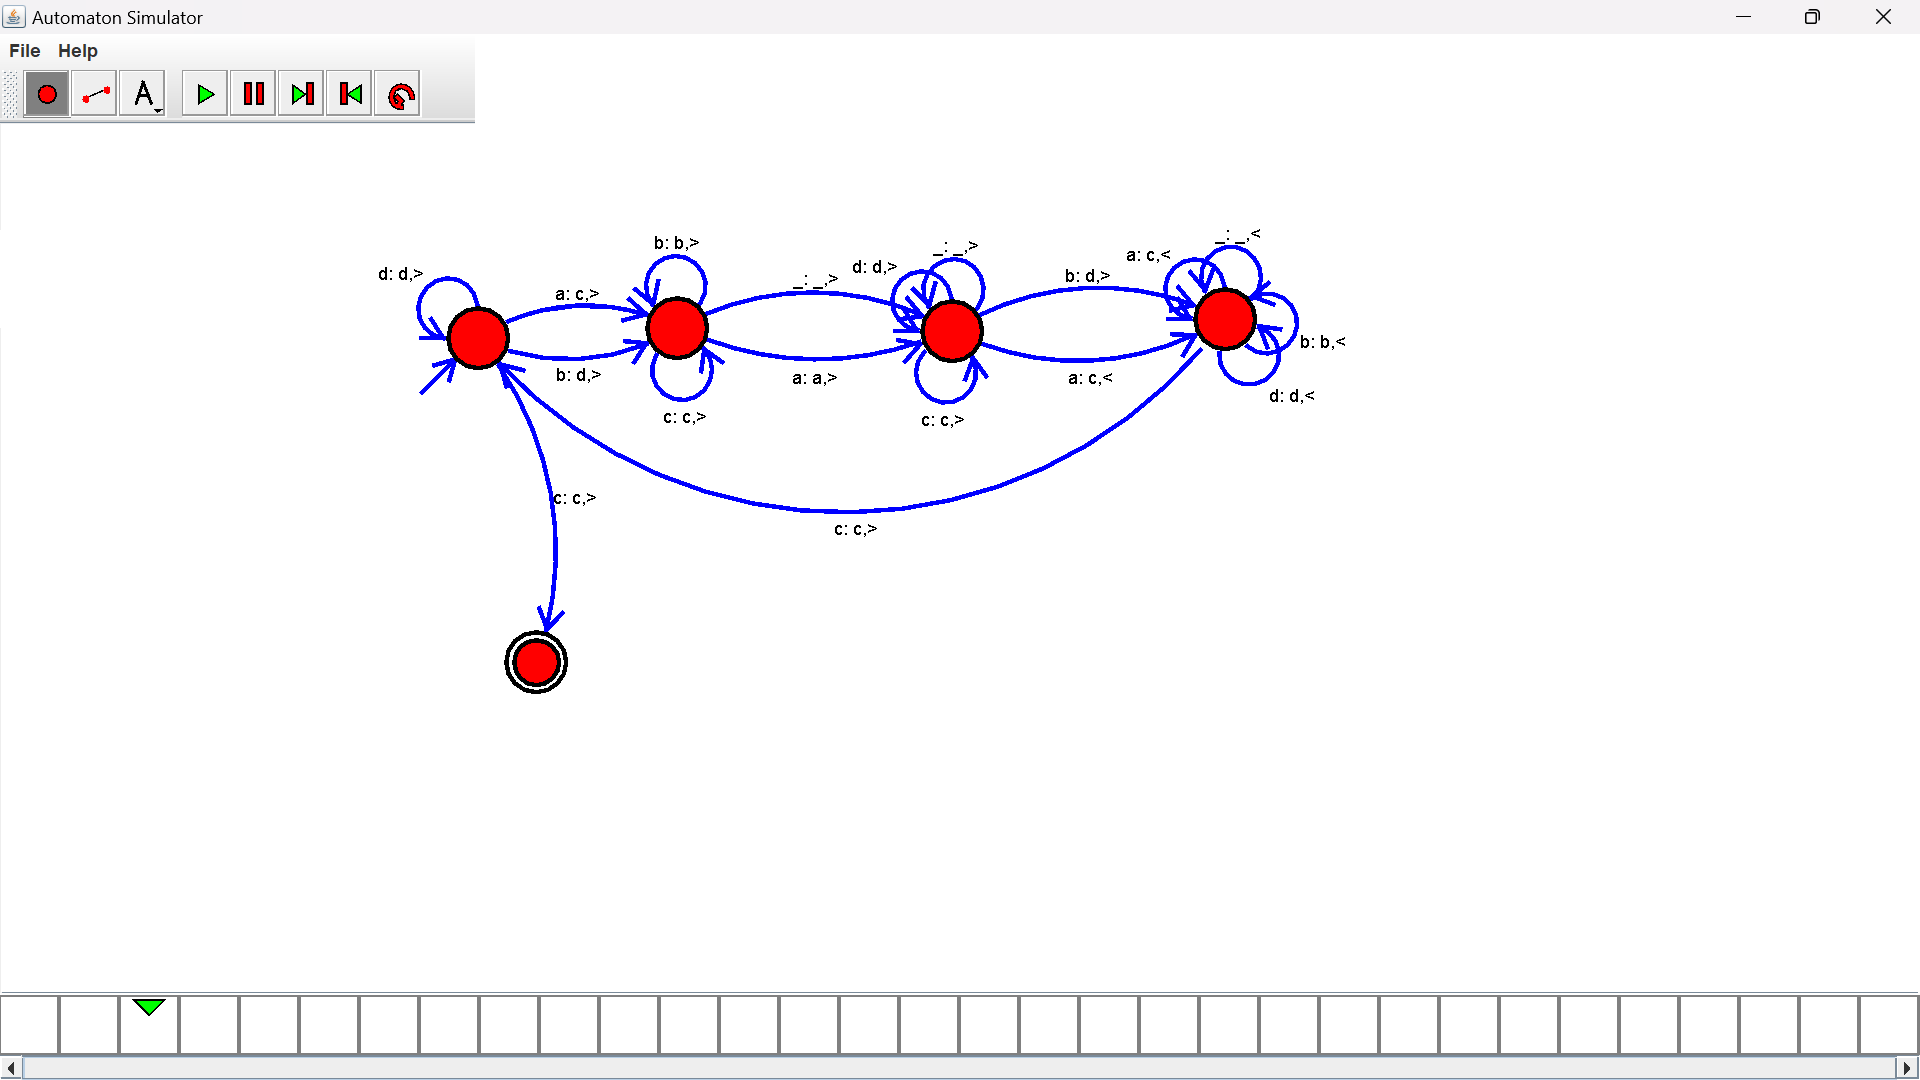 Automaton Simulator
File Help
A
_: _,<
b: b,>
_: _,>
a: c,<
d: d,>
d: d,>
b: d,>
_: _,>
a: c,>
b: b,<
b: d,>
a: a,>
a: c,<
d: d,<
c: c,>
c: c,>
c: c,>
c: c,>